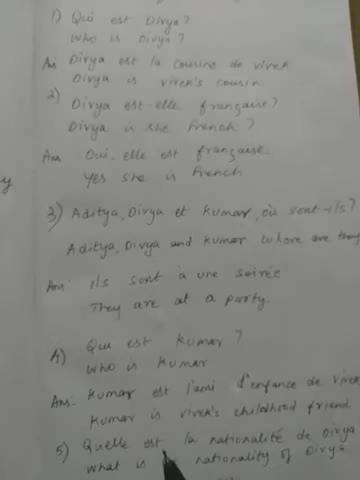 1) Qui est Divya?
Who is Divya?
An Divya est la cousine de vivek
Divya is vivek's cousin.
2)
Divya est-elle française?
Divya is she French?
Ans Oui, elle est française.
Yes she is French
y
3) Aditya, Divya et Kumar, où sont-ils?
Aditya, Divya and Kumar Where are they
Ans: ils sont à une soirée
They are at a party.
4) Qui est Kumar?
Who is Kumar
Ans: Kumar est l'ami d'enfance de vivek
Kumar is vivek's childhood friend.
5) Quelle est la nationalité de Divya
What is nationality of Divya